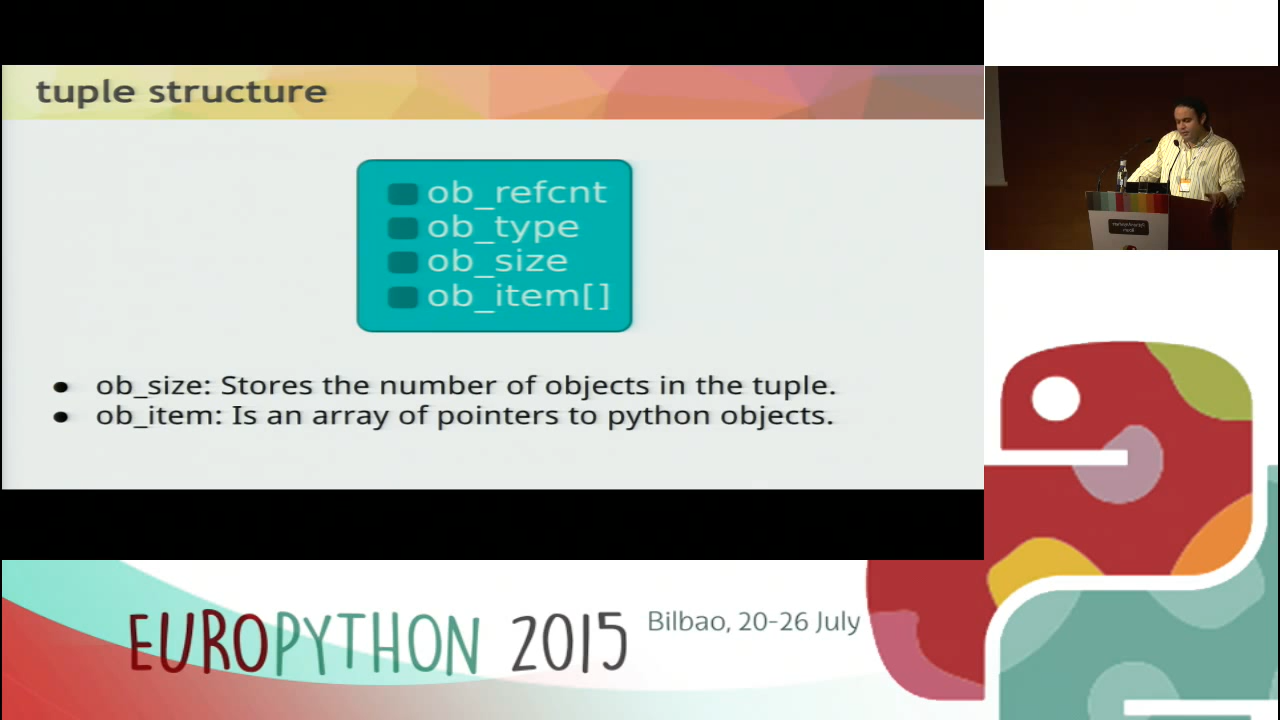 tuple structure
ob_refcnt
ob_type
ob_size
ob_item[]
● ob_size: Stores the number of objects in the tuple.
● ob_item: Is an array of pointers to python objects.
EUROPYTHON 2015
Bilbao, 20-26 July